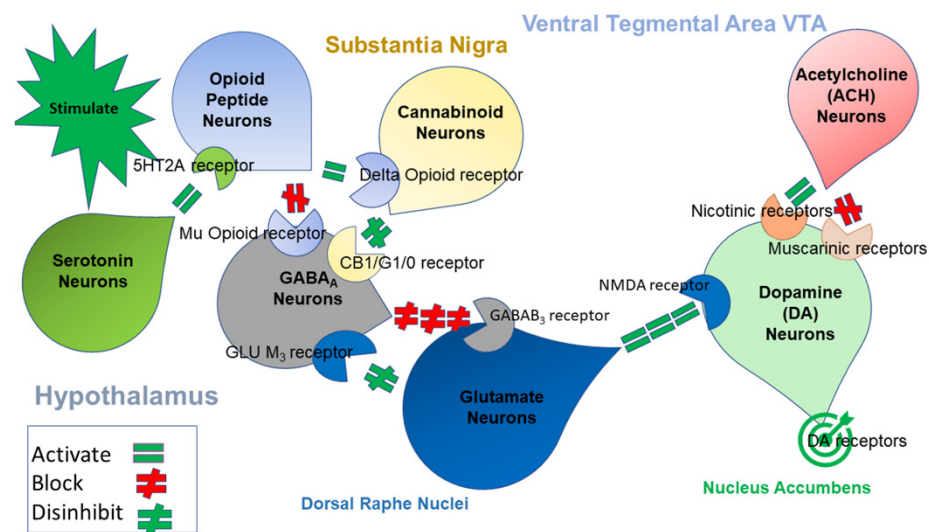 Ventral Tegmental Area VTA
Substantia Nigra
Stimulate
Opioid
Peptide
Neurons
Cannabinoid
Neurons
Acetylcholine
(ACH)
Neurons
5HT2A receptor
Delta Opioid receptor
Nicotinic receptors
Mu Opioid receptor
Muscarinic receptors
Serotonin
Neurons
CB1/G1/0 receptor
GABAA
Neurons
NMDA receptor
Dopamine
(DA)
Neurons
GABAB3 receptor
GLU M3 receptor
Glutamate
Neurons
Hypothalamus
Activate
Block
Disinhibit
DA receptors
Nucleus Accumbens
Dorsal Raphe Nuclei